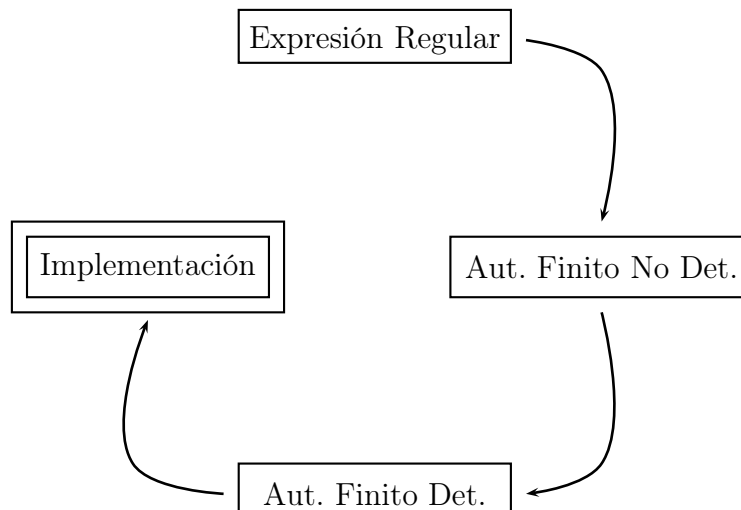 Expresión Regular
Implementación
Aut. Finito No Det.
Aut. Finito Det.